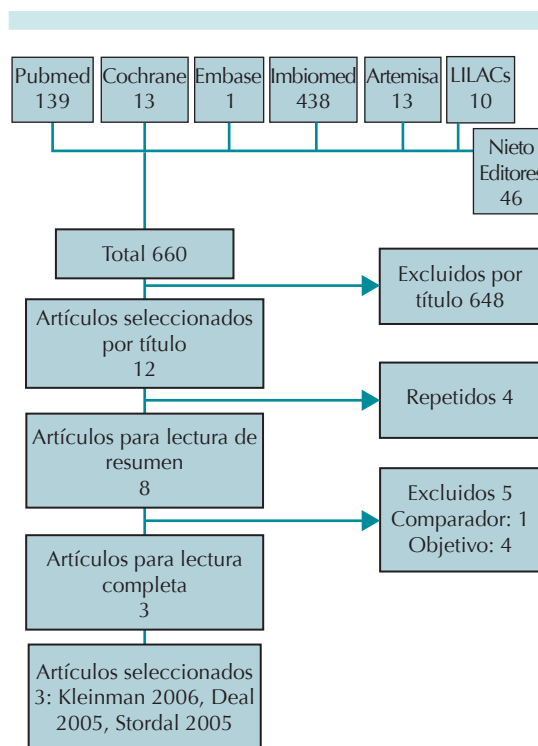 Pubmed
139
Cochrane
13
Embase
1
Imbiomed
438
Artemisa
13
LILACs
10
Nieto
Editores
46
Total 660
Excluidos por
título 648
Artículos seleccionados
por título
12
Repetidos 4
Artículos para lectura de
resumen
8
Excluidos 5
Comparador: 1
Objetivo: 4
Artículos para lectura
completa
3
Artículos seleccionados
3: Kleinman 2006, Deal
2005, Stordal 2005